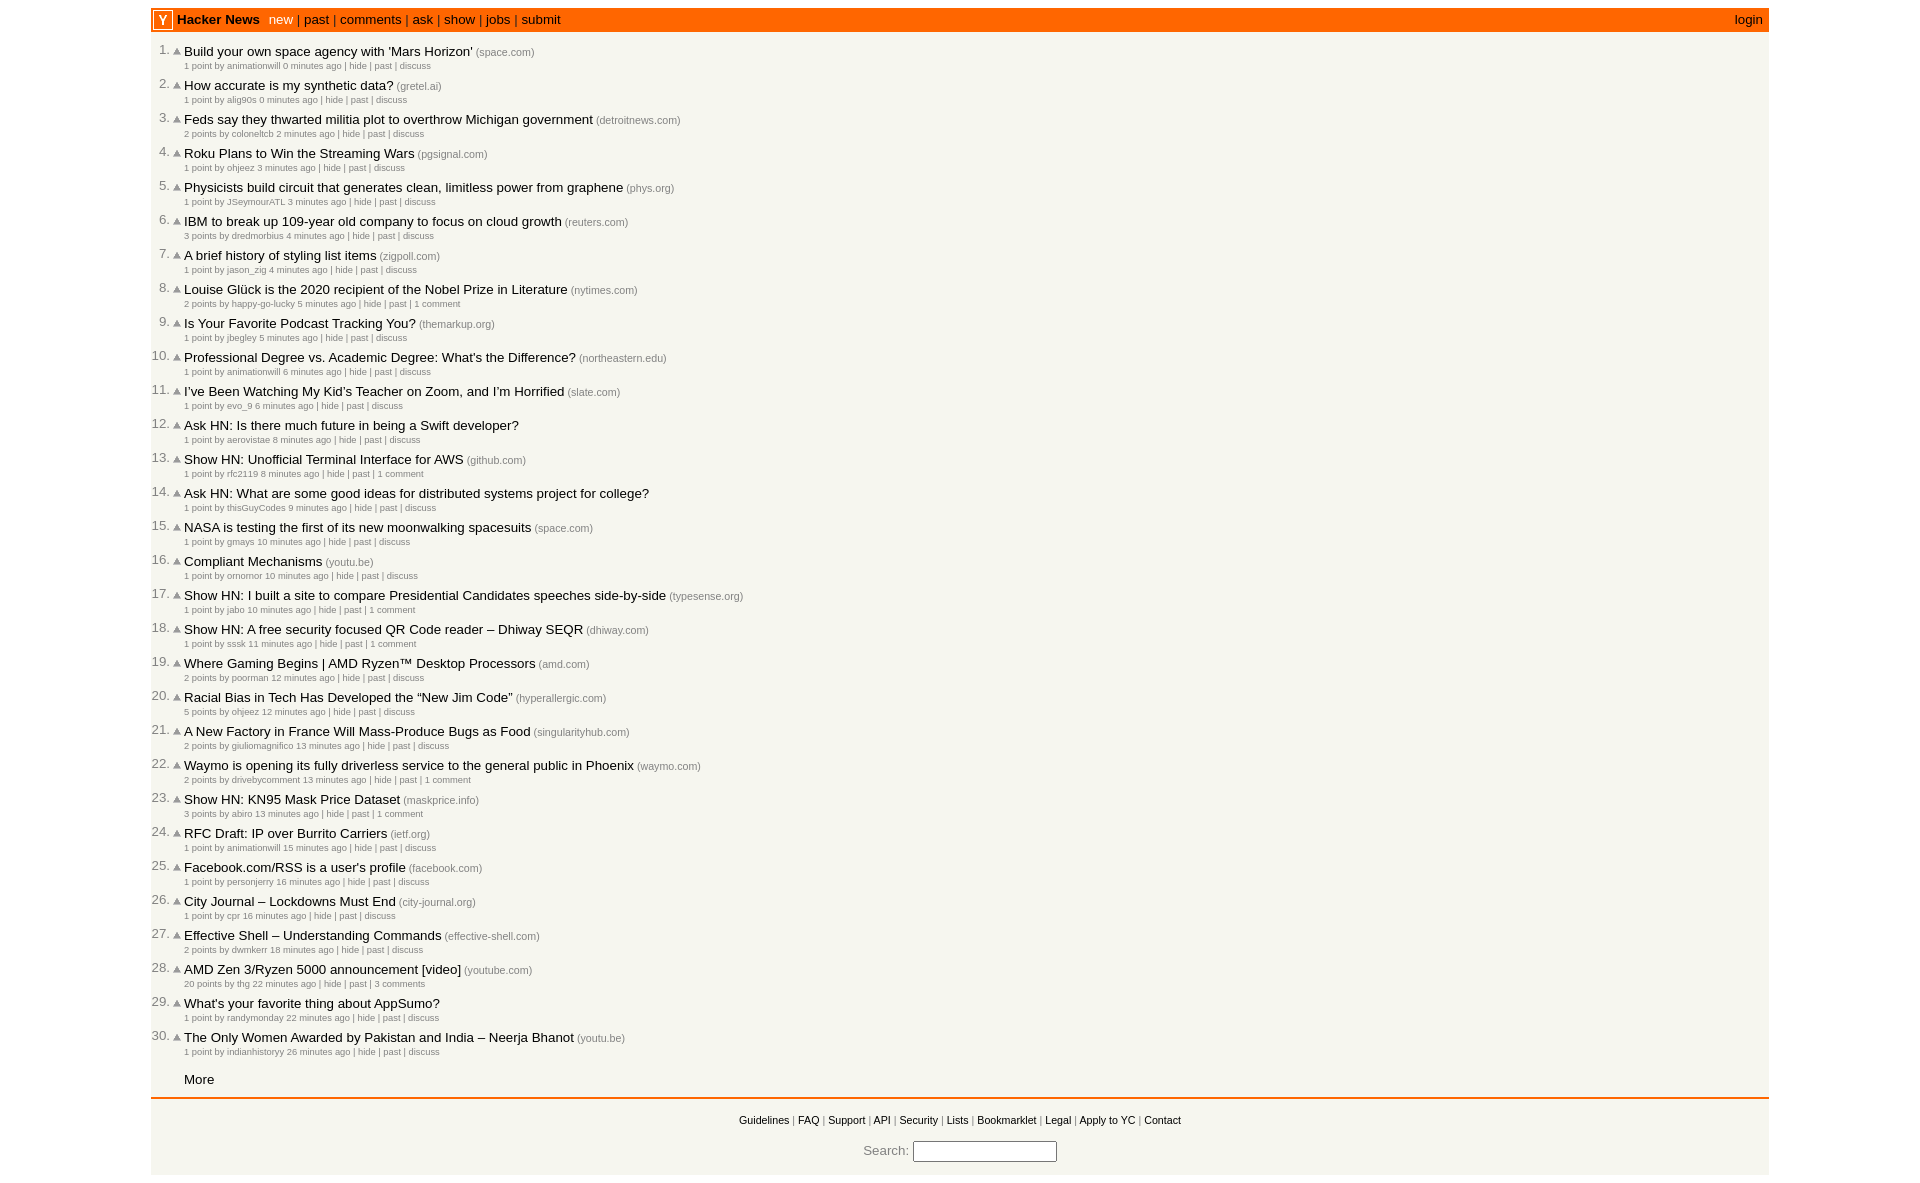 Y Hacker News new | past | comments | ask | show | jobs | submit login
1. Build your own space agency with 'Mars Horizon' (space.com)
1 point by animationwill 0 minutes ago | hide | past | discuss
2. How accurate is my synthetic data? (gretel.ai)
1 point by alig90s 0 minutes ago | hide | past | discuss
3. Feds say they thwarted militia plot to overthrow Michigan government (detroitnews.com)
2 points by coloneltcb 2 minutes ago | hide | past | discuss
4. Roku Plans to Win the Streaming Wars (pgsignal.com)
1 point by ohjeez 3 minutes ago | hide | past | discuss
5. Physicists build circuit that generates clean, limitless power from graphene (phys.org)
1 point by JSeymourATL 3 minutes ago | hide | past | discuss
6. IBM to break up 109-year old company to focus on cloud growth (reuters.com)
3 points by dredmorbius 4 minutes ago | hide | past | discuss
7. A brief history of styling list items (zigpoll.com)
1 point by jason_zig 4 minutes ago | hide | past | discuss
8. Louise Glück is the 2020 recipient of the Nobel Prize in Literature (nytimes.com)
2 points by happy-go-lucky 5 minutes ago | hide | past | 1 comment
9. Is Your Favorite Podcast Tracking You? (themarkup.org)
1 point by jbegley 5 minutes ago | hide | past | discuss
10. Professional Degree vs. Academic Degree: What's the Difference? (northeastern.edu)
1 point by animationwill 6 minutes ago | hide | past | discuss
11. I’ve Been Watching My Kid’s Teacher on Zoom, and I’m Horrified (slate.com)
1 point by evo_9 6 minutes ago | hide | past | discuss
12. Ask HN: Is there much future in being a Swift developer?
1 point by aerovistae 8 minutes ago | hide | past | discuss
13. Show HN: Unofficial Terminal Interface for AWS (github.com)
1 point by rfc2119 8 minutes ago | hide | past | 1 comment
14. Ask HN: What are some good ideas for distributed systems project for college?
1 point by thisGuyCodes 9 minutes ago | hide | past | discuss
15. NASA is testing the first of its new moonwalking spacesuits (space.com)
1 point by gmays 10 minutes ago | hide | past | discuss
16. Compliant Mechanisms (youtu.be)
1 point by ornornor 10 minutes ago | hide | past | discuss
17. Show HN: I built a site to compare Presidential Candidates speeches side-by-side (typesense.org)
1 point by jabo 10 minutes ago | hide | past | 1 comment
18. Show HN: A free security focused QR Code reader – Dhiway SEQR (dhiway.com)
1 point by sssk 11 minutes ago | hide | past | 1 comment
19. Where Gaming Begins | AMD Ryzen™ Desktop Processors (amd.com)
2 points by poorman 12 minutes ago | hide | past | discuss
20. Racial Bias in Tech Has Developed the “New Jim Code” (hyperallergic.com)
5 points by ohjeez 12 minutes ago | hide | past | discuss
21. A New Factory in France Will Mass-Produce Bugs as Food (singularityhub.com)
2 points by giuliomagnifico 13 minutes ago | hide | past | discuss
22. Waymo is opening its fully driverless service to the general public in Phoenix (waymo.com)
2 points by drivebycomment 13 minutes ago | hide | past | 1 comment
23. Show HN: KN95 Mask Price Dataset (maskprice.info)
3 points by abiro 13 minutes ago | hide | past | 1 comment
24. RFC Draft: IP over Burrito Carriers (ietf.org)
1 point by animationwill 15 minutes ago | hide | past | discuss
25. Facebook.com/RSS is a user's profile (facebook.com)
1 point by personjerry 16 minutes ago | hide | past | discuss
26. City Journal – Lockdowns Must End (city-journal.org)
1 point by cpr 16 minutes ago | hide | past | discuss
27. Effective Shell – Understanding Commands (effective-shell.com)
2 points by dwmkerr 18 minutes ago | hide | past | discuss
28. AMD Zen 3/Ryzen 5000 announcement [video] (youtube.com)
20 points by thg 22 minutes ago | hide | past | 3 comments
29. What's your favorite thing about AppSumo?
1 point by randymonday 22 minutes ago | hide | past | discuss
30. The Only Women Awarded by Pakistan and India – Neerja Bhanot (youtu.be)
1 point by indianhistoryy 26 minutes ago | hide | past | discuss
More
Guidelines | FAQ | Support | API | Security | Lists | Bookmarklet | Legal | Apply to YC | Contact
Search: